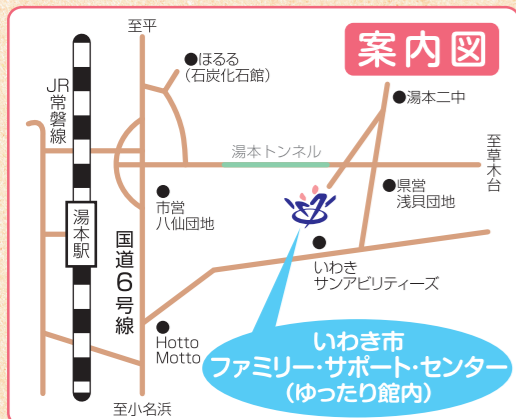 案内図
至平
ほるる
(石炭化石館)
JR
常磐線
湯本二中
湯本トンネル
至草木台
県営
浅貝団地
市営
八仙団地
湯本駅
国道6号線
いわき
サンアビリティーズ
Hotto
Motto
いわき市
ファミリー・サポート・センター
(ゆったり館内)
至小名浜